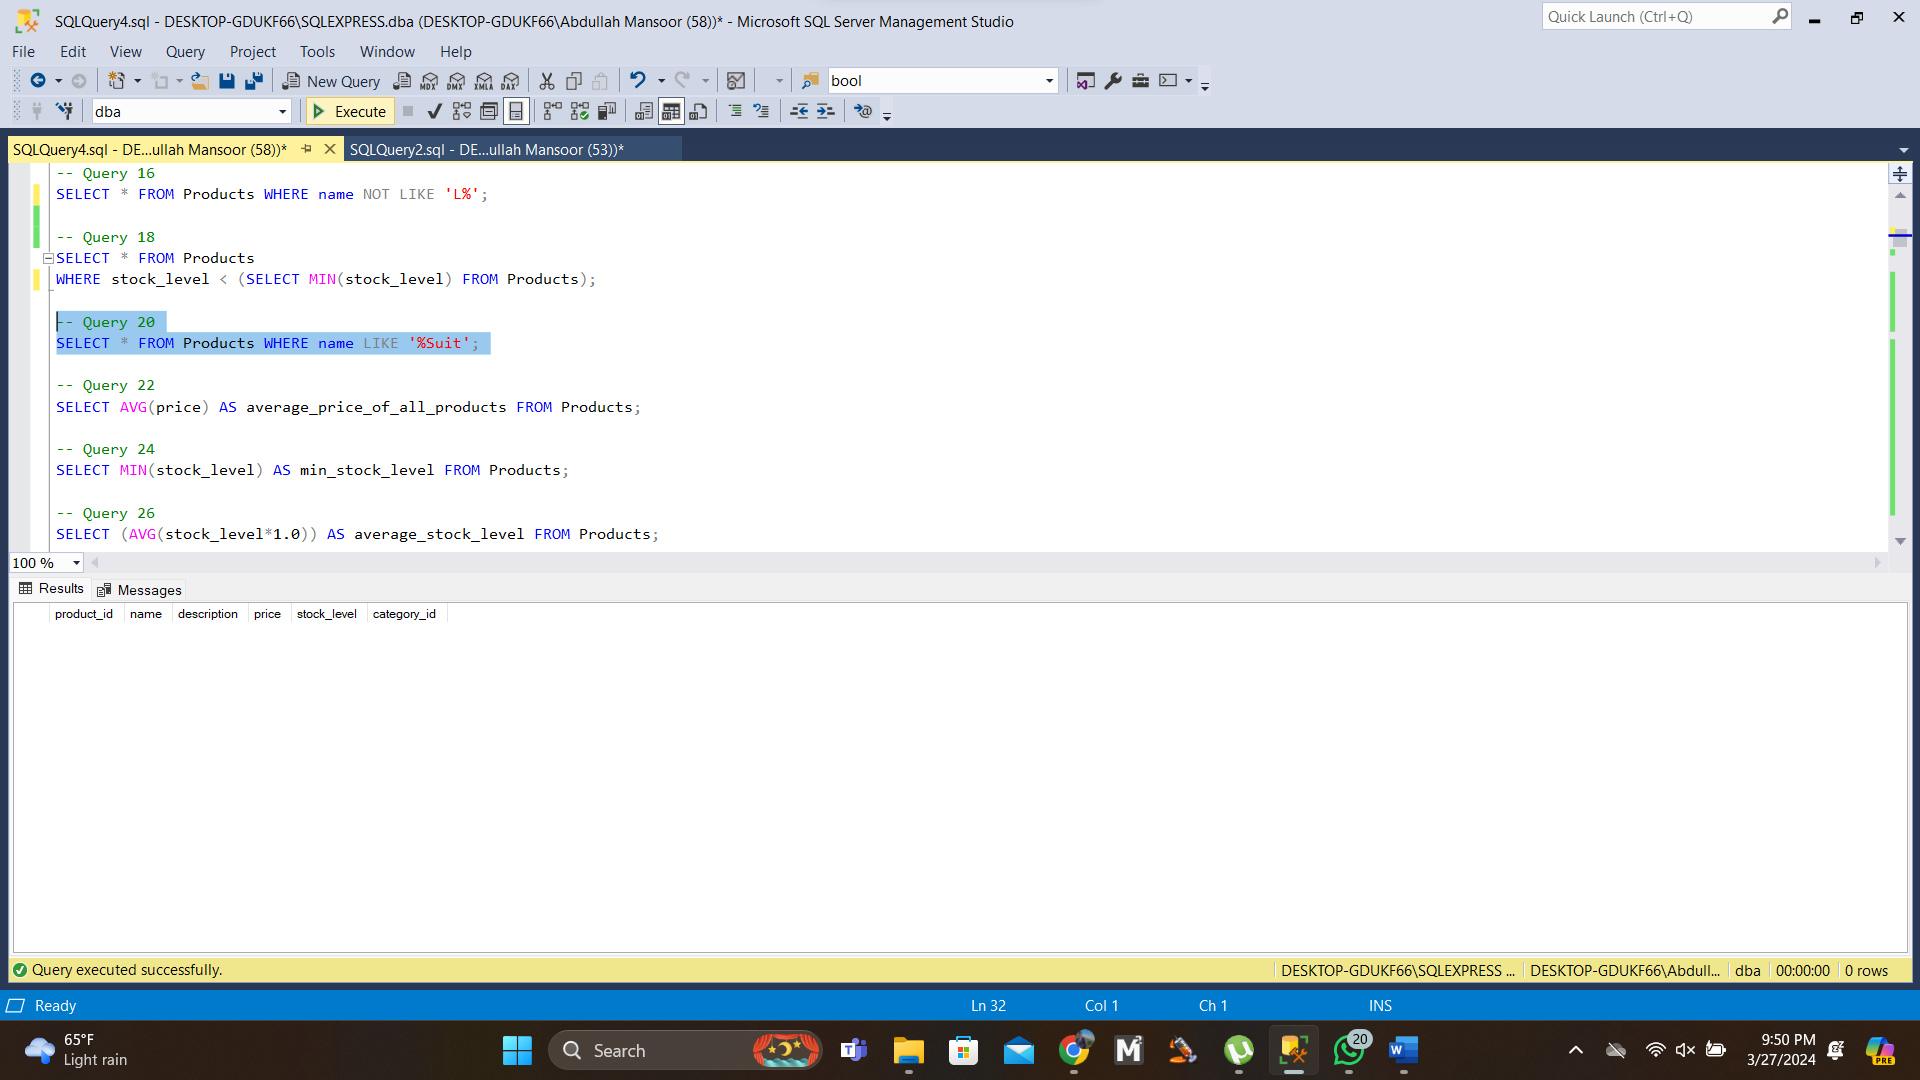 SQLQuery4.sql - DESKTOP-GDUKF66\SQLEXPRESS.dba (DESKTOP-GDUKF66\Abdullah Mansoor (58))* - Microsoft SQL Server Management Studio
Quick Launch (Ctrl+Q)
File Edit View Query Project Tools Window Help
New Query MDX DMX XMLA DAX bool
dba Execute
SQLQuery4.sql - DE...ullah Mansoor (58))* SQLQuery2.sql - DE...ullah Mansoor (53))*
-- Query 16
SELECT * FROM Products WHERE name NOT LIKE 'L%';
-- Query 18
SELECT * FROM Products
WHERE stock_level < (SELECT MIN(stock_level) FROM Products);
-- Query 20
SELECT * FROM Products WHERE name LIKE '%Suit';
-- Query 22
SELECT AVG(price) AS average_price_of_all_products FROM Products;
-- Query 24
SELECT MIN(stock_level) AS min_stock_level FROM Products;
-- Query 26
SELECT (AVG(stock_level*1.0)) AS average_stock_level FROM Products;
100 %
Results Messages
product_id name description price stock_level category_id
Query executed successfully. DESKTOP-GDUKF66\SQLEXPRESS ... DESKTOP-GDUKF66\Abdull... dba 00:00:00 0 rows
Ready Ln 32 Col 1 Ch 1 INS
65°F
Light rain
Search
20
9:50 PM
3/27/2024
PRE